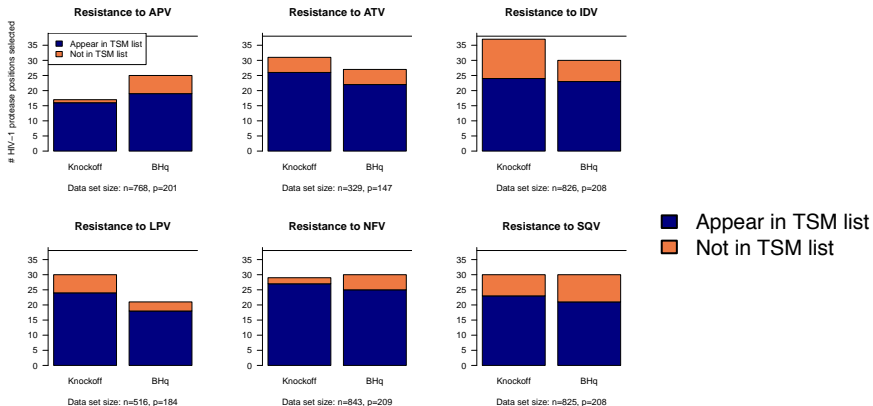 Resistance to APV
Resistance to ATV
Resistance to IDV
# HIV−1 protease positions selected
35
30
25
20
15
10
5
0
Appear in TSM list
Not in TSM list
Knockoff
BHq
Data set size: n=768, p=201
35
30
25
20
15
10
5
0
Knockoff
BHq
Data set size: n=329, p=147
35
30
25
20
15
10
5
0
Knockoff
BHq
Data set size: n=826, p=208
Resistance to LPV
Resistance to NFV
Resistance to SQV
35
30
25
20
15
10
5
0
Knockoff
BHq
Data set size: n=516, p=184
35
30
25
20
15
10
5
0
Knockoff
BHq
Data set size: n=843, p=209
35
30
25
20
15
10
5
0
Knockoff
BHq
Data set size: n=825, p=208
Appear in TSM list
Not in TSM list